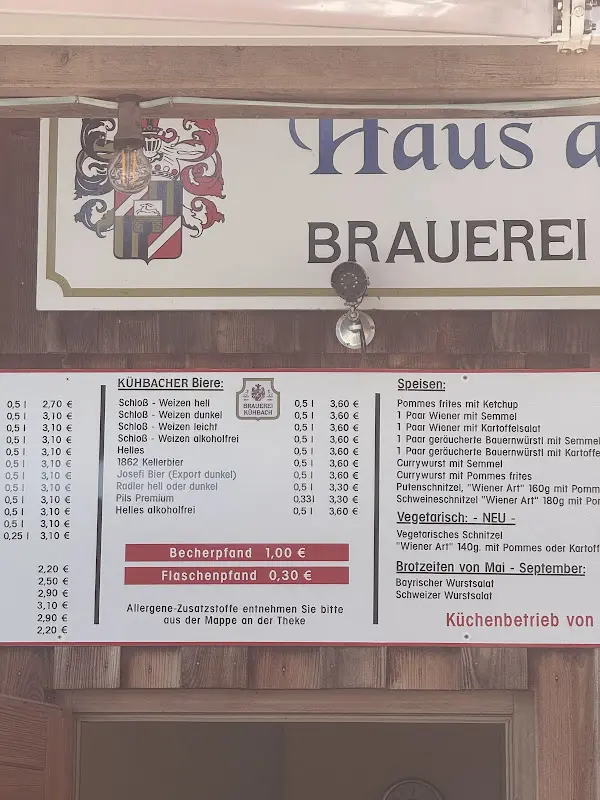 Haus a
BRAUEREI
0,5 l 2,70 €
0,5 l 3,10 €
0,5 l 3,10 €
0,5 l 3,10 €
0,5 l 3,10 €
0,5 l 3,10 €
0,5 l 3,10 €
0,5 l 3,10 €
0,5 l 3,10 €
0,5 l 3,10 €
0,5 l 3,10 €
0,25 l 3,10 €
2,20 €
2,50 €
2,90 €
3,10 €
2,90 €
2,20 €
KÜHBACHER Biere:
BRAUEREI
KÜHBACH
Schloß - Weizen hell 0,5 l 3,60 €
Schloß - Weizen dunkel 0,5 l 3,60 €
Schloß - Weizen leicht 0,5 l 3,60 €
Schloß - Weizen alkoholfrei 0,5 l 3,60 €
Helles 0,5 l 3,60 €
1862 Kellerbier 0,5 l 3,60 €
Josefi Bier (Export dunkel) 0,5 l 3,60 €
Radler hell oder dunkel 0,5 l 3,30 €
Pils Premium 0,33l 3,30 €
Helles alkoholfrei 0,5 l 3,60 €
Becherpfand 1,00 €
Flaschenpfand 0,30 €
Allergene-Zusatzstoffe entnehmen Sie bitte
aus der Mappe an der Theke
Speisen:
Pommes frites mit Ketchup
1 Paar Wiener mit Semmel
1 Paar Wiener mit Kartoffelsalat
1 Paar geräucherte Bauernwürstl mit Semmel
1 Paar geräucherte Bauernwürstl mit Kartoffe
Currywurst mit Semmel
Currywurst mit Pommes frites
Putenschnitzel, "Wiener Art" 160g mit Pomm
Schweineschnitzel "Wiener Art" 180g mit Pom
Vegetarisch: - NEU -
Vegetarisches Schnitzel
"Wiener Art" 140g. mit Pommes oder Kartoff
Brotzeiten von Mai - September:
Bayrischer Wurstsalat
Schweizer Wurstsalat
Küchenbetrieb von